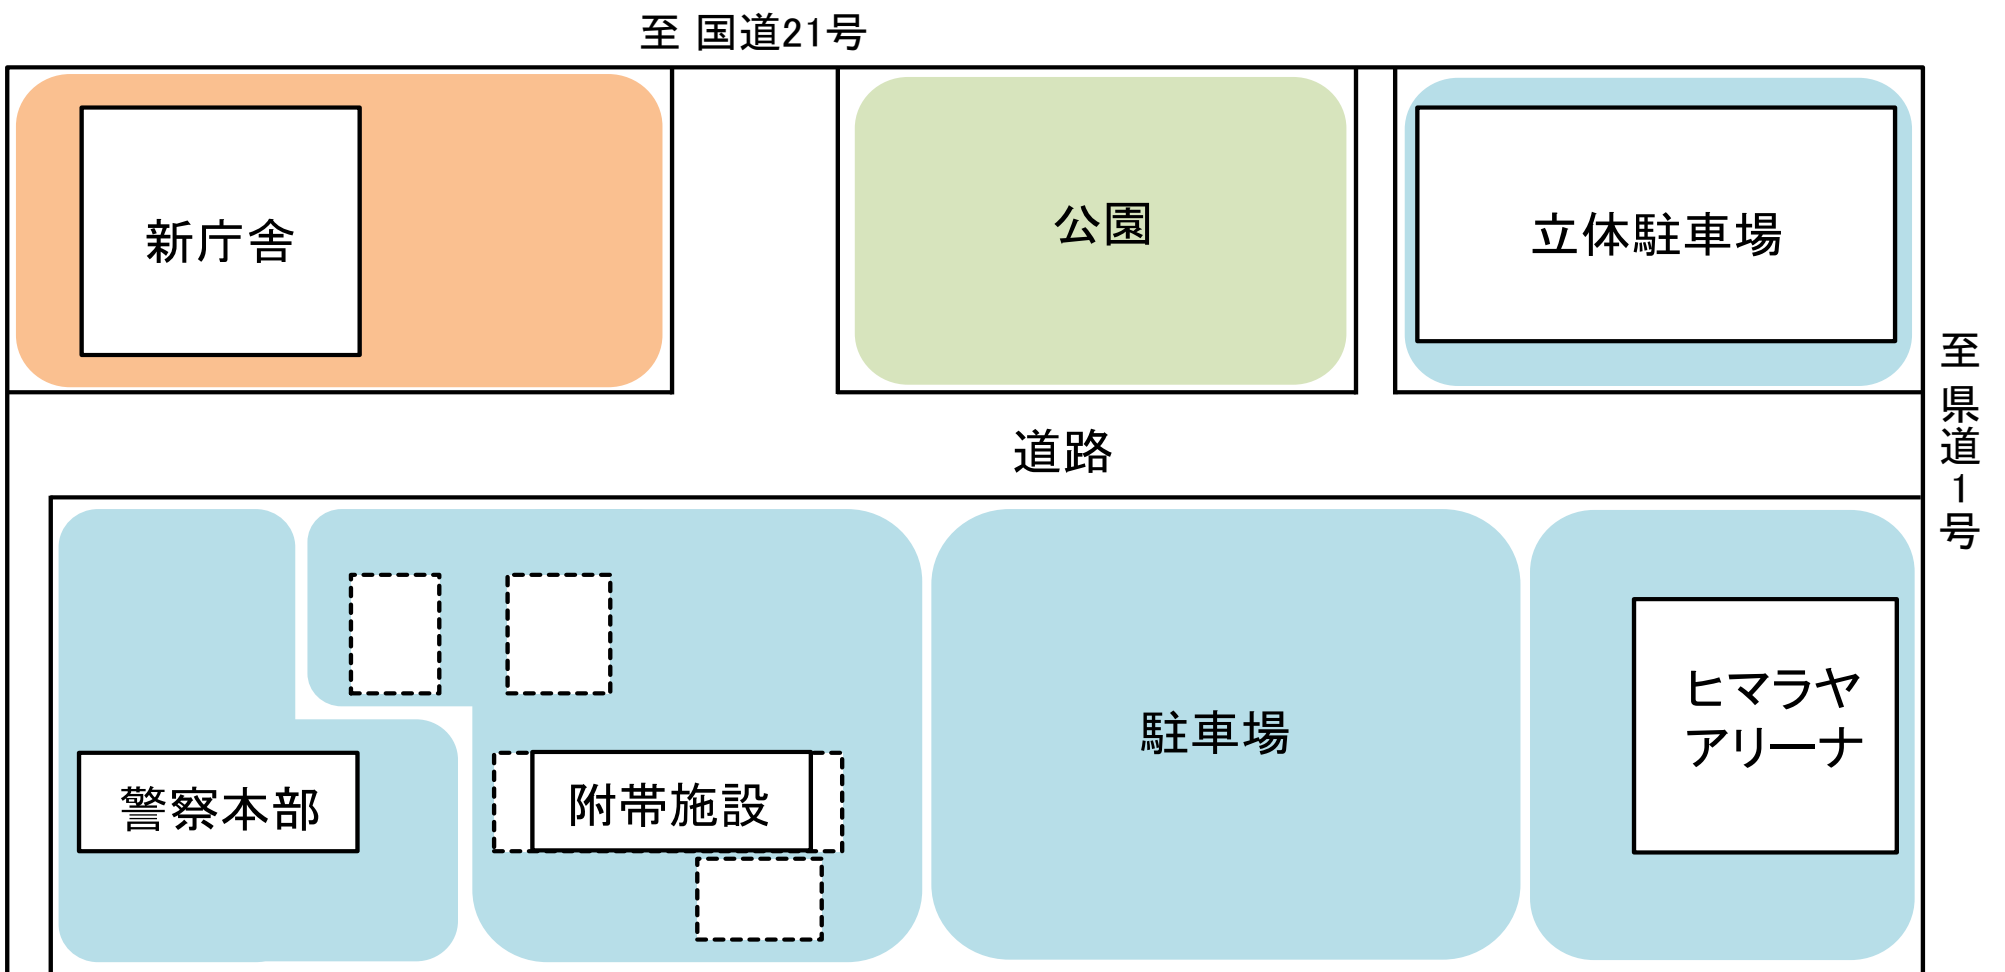 至 国道21号
新庁舎
公園
立体駐車場
至 県道1号
道路
警察本部
附帯施設
駐車場
ヒマラヤ
アリーナ